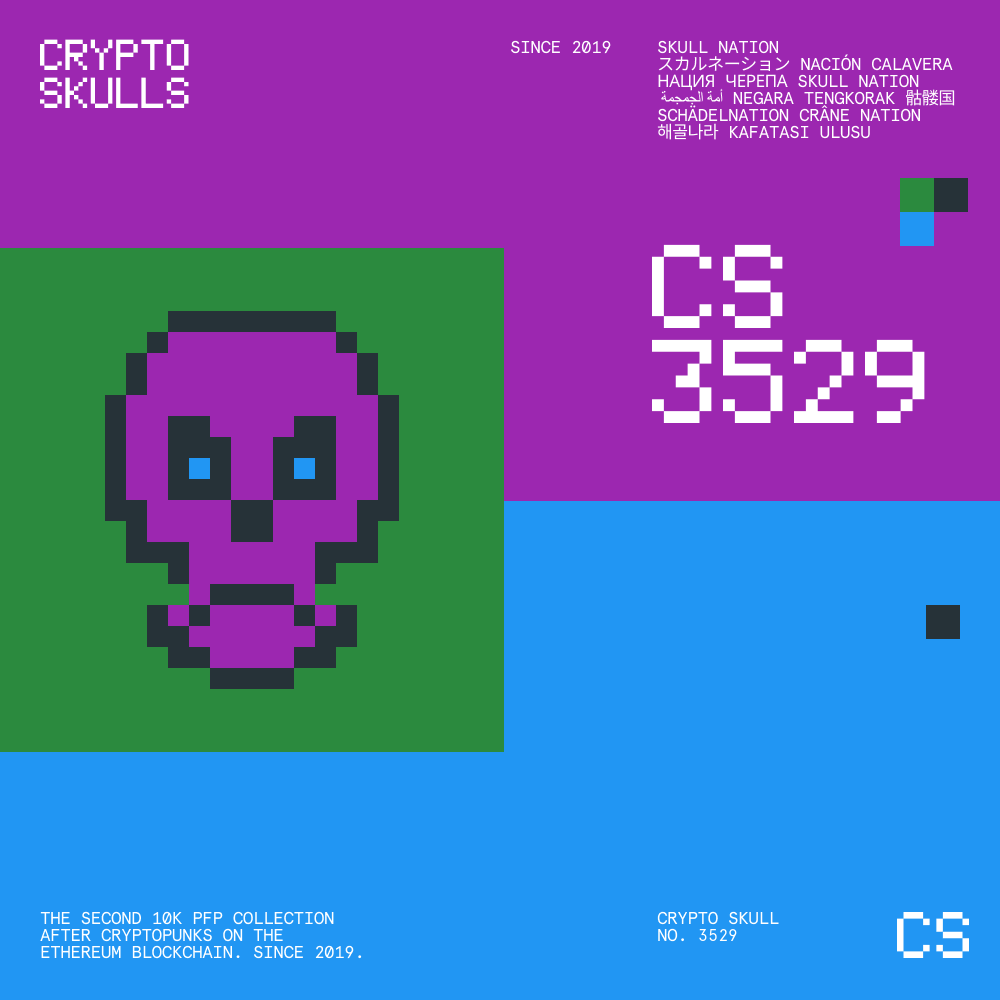 CRYPTO
SKULLS
SINCE 2019
SKULL NATION
スカルネーション NACIÓN CALAVERA
НАЦИЯ ЧЕРЕПА SKULL NATION
أمة الجمجمة NEGARA TENGKORAK 骷髅国
SCHÄDELNATION CRÂNE NATION
해골나라 KAFATASI ULUSU
CS
3529
THE SECOND 10K PFP COLLECTION
AFTER CRYPTOPUNKS ON THE
ETHEREUM BLOCKCHAIN. SINCE 2019.
CRYPTO SKULL
NO. 3529
CS